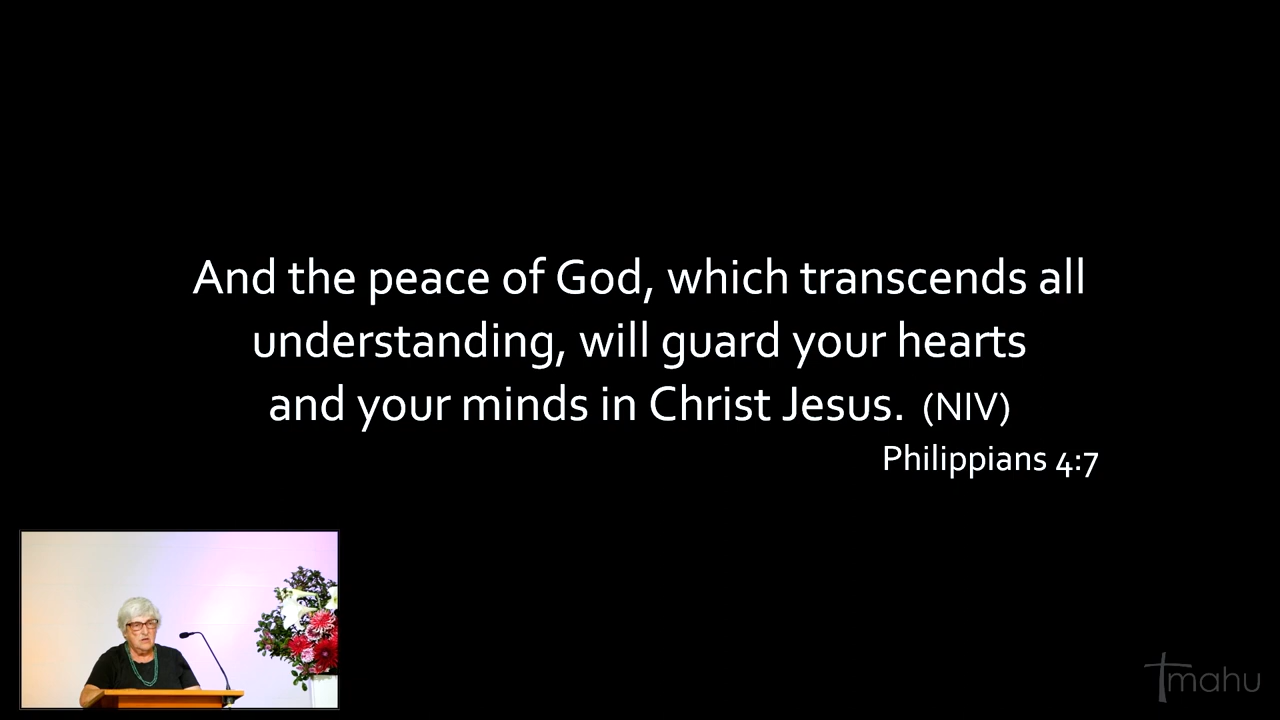 And the peace of God, which transcends all
understanding, will guard your hearts
and your minds in Christ Jesus. (NIV)
Philippians 4:7
mahu